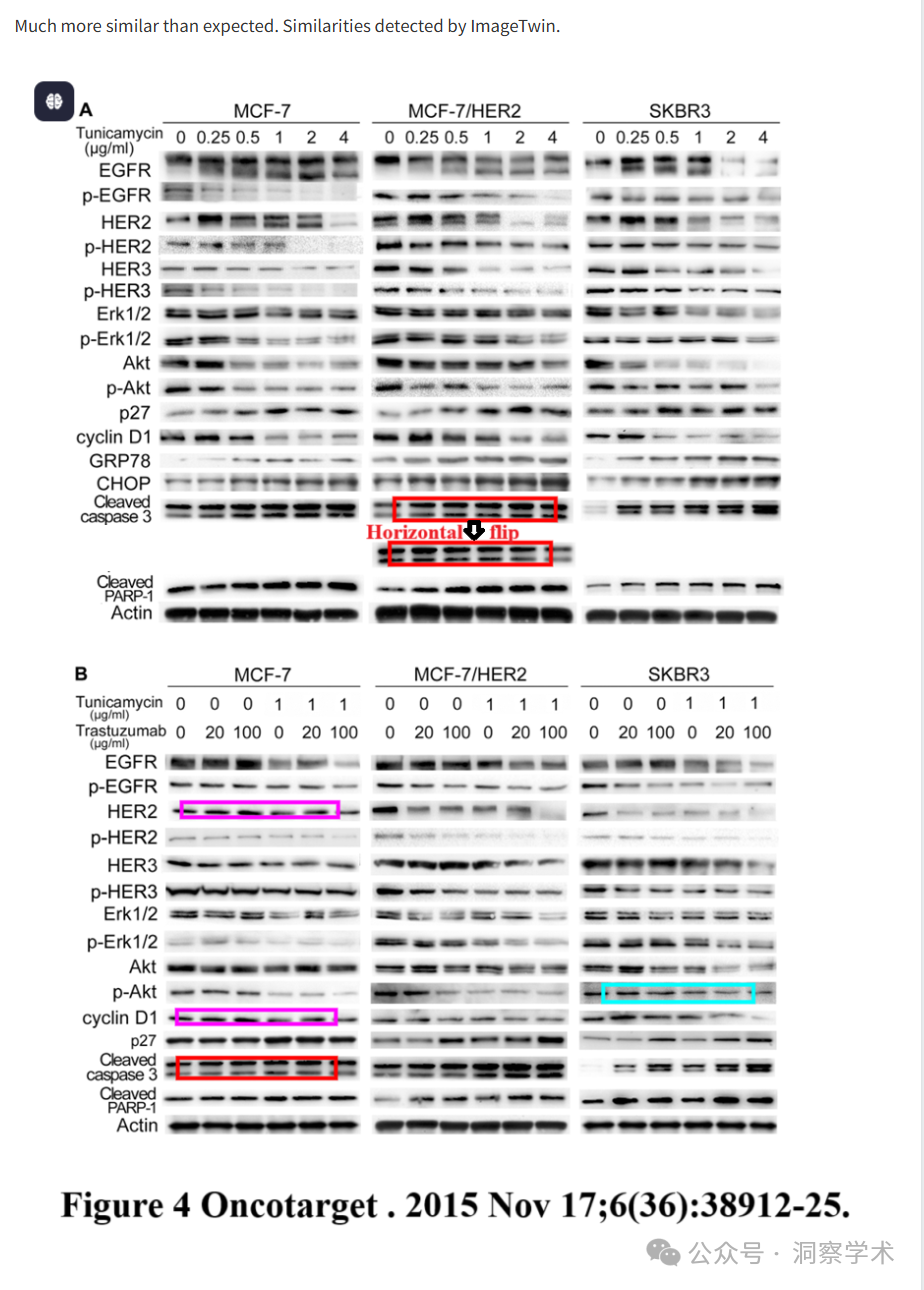 Much more similar than expected. Similarities detected by ImageTwin.
A
MCF-7 MCF-7/HER2 SKBR3
Tunicamycin 0 0.25 0.5 1 2 4 0 0.25 0.5 1 2 4 0 0.25 0.5 1 2 4
(µg/ml)
EGFR
p-EGFR
HER2
p-HER2
HER3
p-HER3
Erk1/2
p-Erk1/2
Akt
p-Akt
p27
cyclin D1
GRP78
CHOP
Cleaved
caspase 3
Horizontal flip
Cleaved
PARP-1
Actin
B
MCF-7 MCF-7/HER2 SKBR3
Tunicamycin 0 0 0 1 1 1 0 0 0 1 1 1 0 0 0 1 1 1
(µg/ml)
Trastuzumab 0 20 100 0 20 100 0 20 100 0 20 100 0 20 100 0 20 100
(µg/ml)
EGFR
p-EGFR
HER2
p-HER2
HER3
p-HER3
Erk1/2
p-Erk1/2
Akt
p-Akt
cyclin D1
p27
Cleaved
caspase 3
Cleaved
PARP-1
Actin
Figure 4 Oncotarget . 2015 Nov 17;6(36):38912-25.
公众号 · 洞察学术